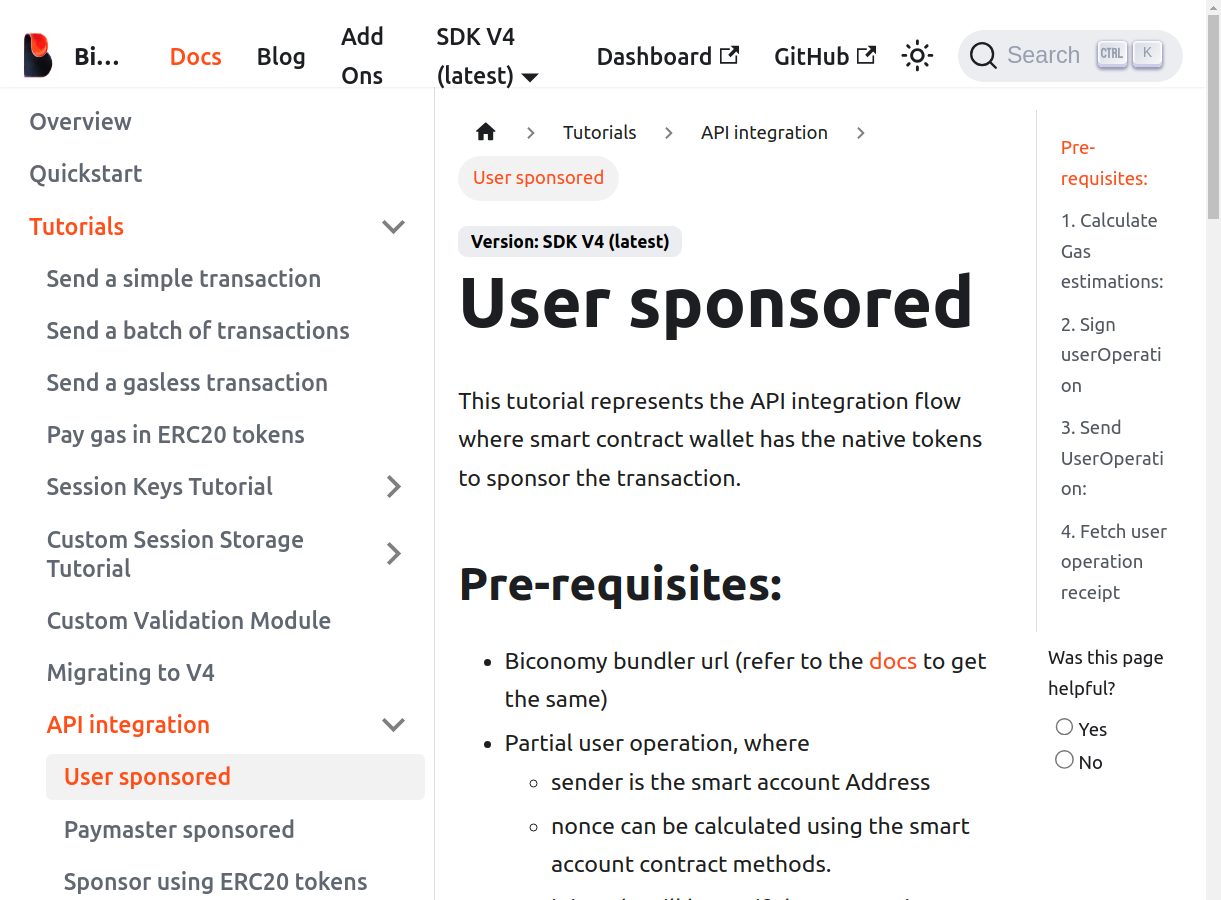 Bi...
Docs
Blog
Add
Ons
SDK V4
(latest)
Dashboard
GitHub
Search
CTRL
K
Overview
Quickstart
Tutorials
Send a simple transaction
Send a batch of transactions
Send a gasless transaction
Pay gas in ERC20 tokens
Session Keys Tutorial
Custom Session Storage
Tutorial
Custom Validation Module
Migrating to V4
API integration
User sponsored
Paymaster sponsored
Sponsor using ERC20 tokens
Tutorials
API integration
User sponsored
Version: SDK V4 (latest)
User sponsored
This tutorial represents the API integration flow
where smart contract wallet has the native tokens
to sponsor the transaction.
Pre-requisites:
Biconomy bundler url (refer to the docs to get
the same)
Partial user operation, where
sender is the smart account Address
nonce can be calculated using the smart
account contract methods.
Pre-
requisites:
1. Calculate
Gas
estimations:
2. Sign
userOperati
on
3. Send
UserOperati
on:
4. Fetch user
operation
receipt
Was this page
helpful?
Yes
No